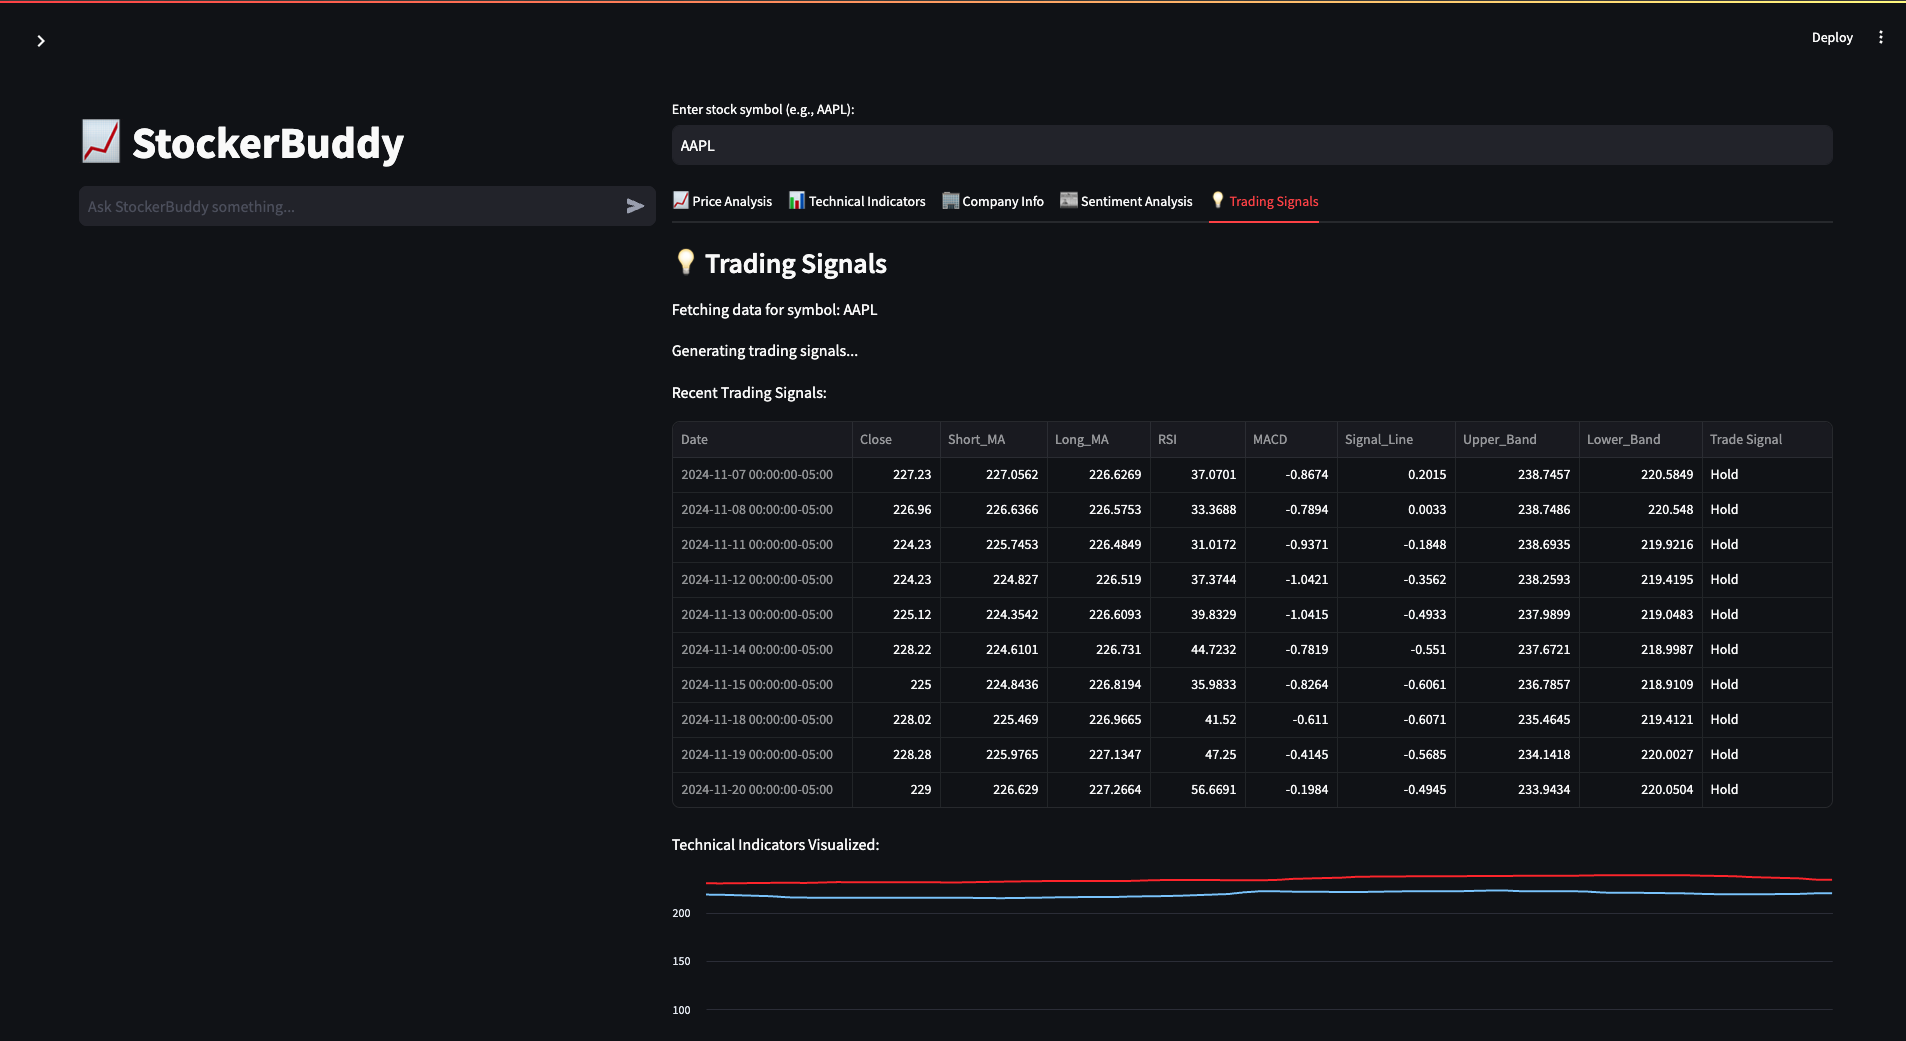 Deploy
StockerBuddy
Ask StockerBuddy something...
Enter stock symbol (e.g., AAPL):
AAPL
Price Analysis Technical Indicators Company Info Sentiment Analysis Trading Signals
Trading Signals
Fetching data for symbol: AAPL
Generating trading signals...
Recent Trading Signals:
Date Close Short_MA Long_MA RSI MACD Signal_Line Upper_Band Lower_Band Trade Signal
2024-11-07 00:00:00-05:00 227.23 227.0562 226.6269 37.0701 -0.8674 0.2015 238.7457 220.5849 Hold
2024-11-08 00:00:00-05:00 226.96 226.6366 226.5753 33.3688 -0.7894 0.0033 238.7486 220.548 Hold
2024-11-11 00:00:00-05:00 224.23 225.7453 226.4849 31.0172 -0.9371 -0.1848 238.6935 219.9216 Hold
2024-11-12 00:00:00-05:00 224.23 224.827 226.519 37.3744 -1.0421 -0.3562 238.2593 219.4195 Hold
2024-11-13 00:00:00-05:00 225.12 224.3542 226.6093 39.8329 -1.0415 -0.4933 237.9899 219.0483 Hold
2024-11-14 00:00:00-05:00 228.22 224.6101 226.731 44.7232 -0.7819 -0.551 237.6721 218.9987 Hold
2024-11-15 00:00:00-05:00 225 224.8436 226.8194 35.9833 -0.8264 -0.6061 236.7857 218.9109 Hold
2024-11-18 00:00:00-05:00 228.02 225.469 226.9665 41.52 -0.611 -0.6071 235.4645 219.4121 Hold
2024-11-19 00:00:00-05:00 228.28 225.9765 227.1347 47.25 -0.4145 -0.5685 234.1418 220.0027 Hold
2024-11-20 00:00:00-05:00 229 226.629 227.2664 56.6691 -0.1984 -0.4945 233.9434 220.0504 Hold
Technical Indicators Visualized:
200
150
100